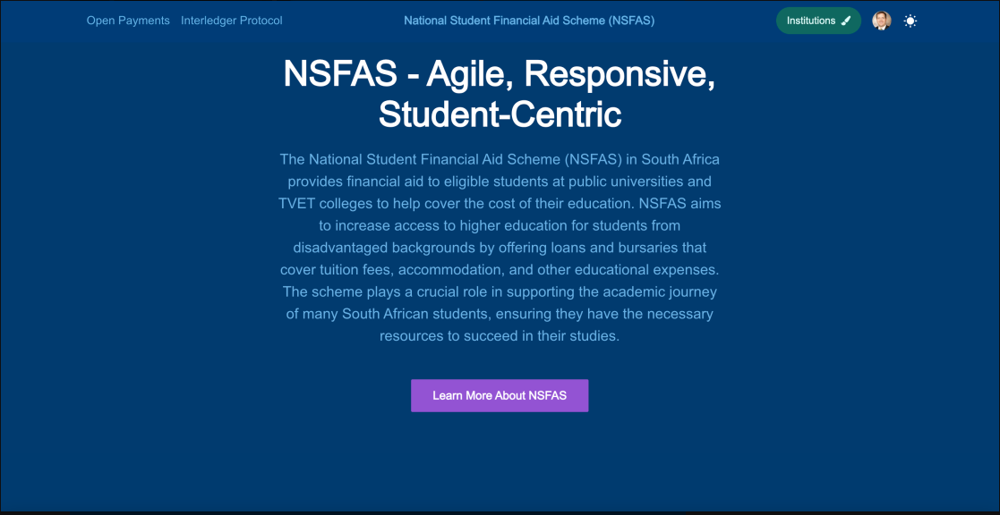 Open Payments Interledger Protocol National Student Financial Aid Scheme (NSFAS) Institutions
NSFAS - Agile, Responsive,
Student-Centric
The National Student Financial Aid Scheme (NSFAS) in South Africa
provides financial aid to eligible students at public universities and
TVET colleges to help cover the cost of their education. NSFAS aims
to increase access to higher education for students from
disadvantaged backgrounds by offering loans and bursaries that
cover tuition fees, accommodation, and other educational expenses.
The scheme plays a crucial role in supporting the academic journey
of many South African students, ensuring they have the necessary
resources to succeed in their studies.
Learn More About NSFAS